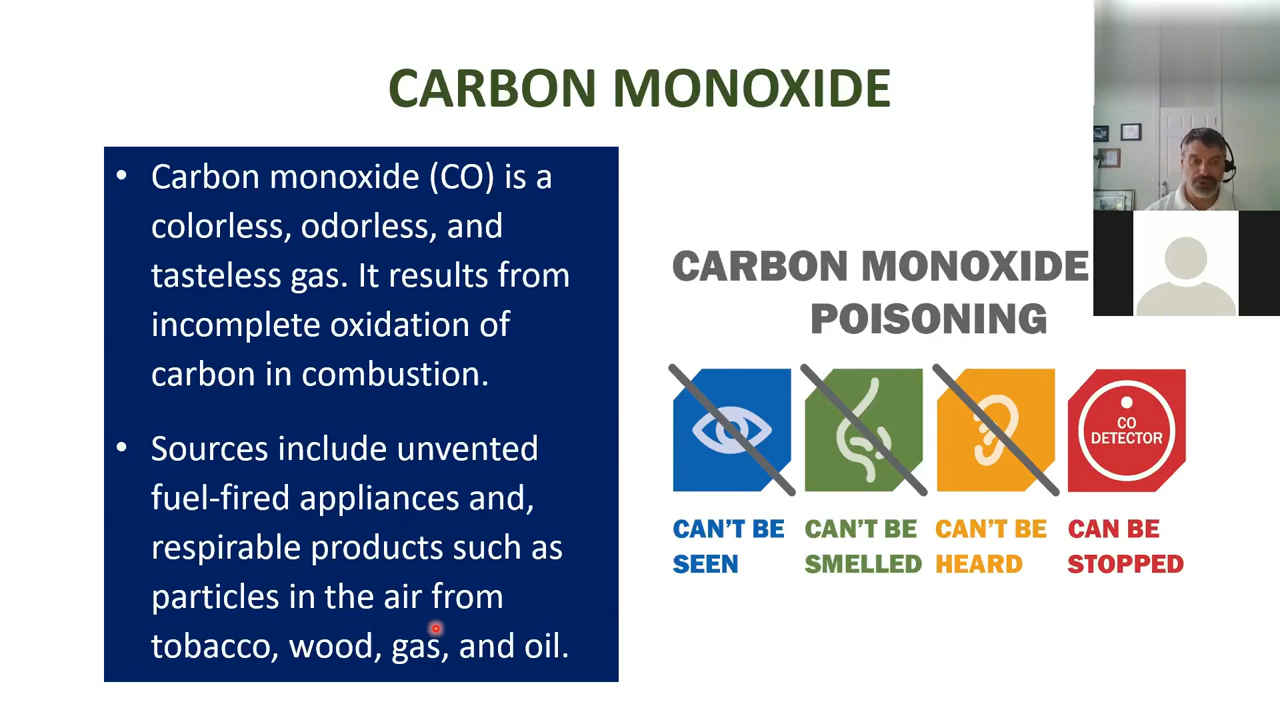 CARBON MONOXIDE
• Carbon monoxide (CO) is a
colorless, odorless, and
tasteless gas. It results from
incomplete oxidation of
carbon in combustion.
• Sources include unvented
fuel-fired appliances and,
respirable products such as
particles in the air from
tobacco, wood, gas, and oil.
CARBON MONOXIDE
POISONING
CO
DETECTOR
CAN'T BE
SEEN
CAN'T BE
SMELLED
CAN'T BE
HEARD
CAN BE
STOPPED